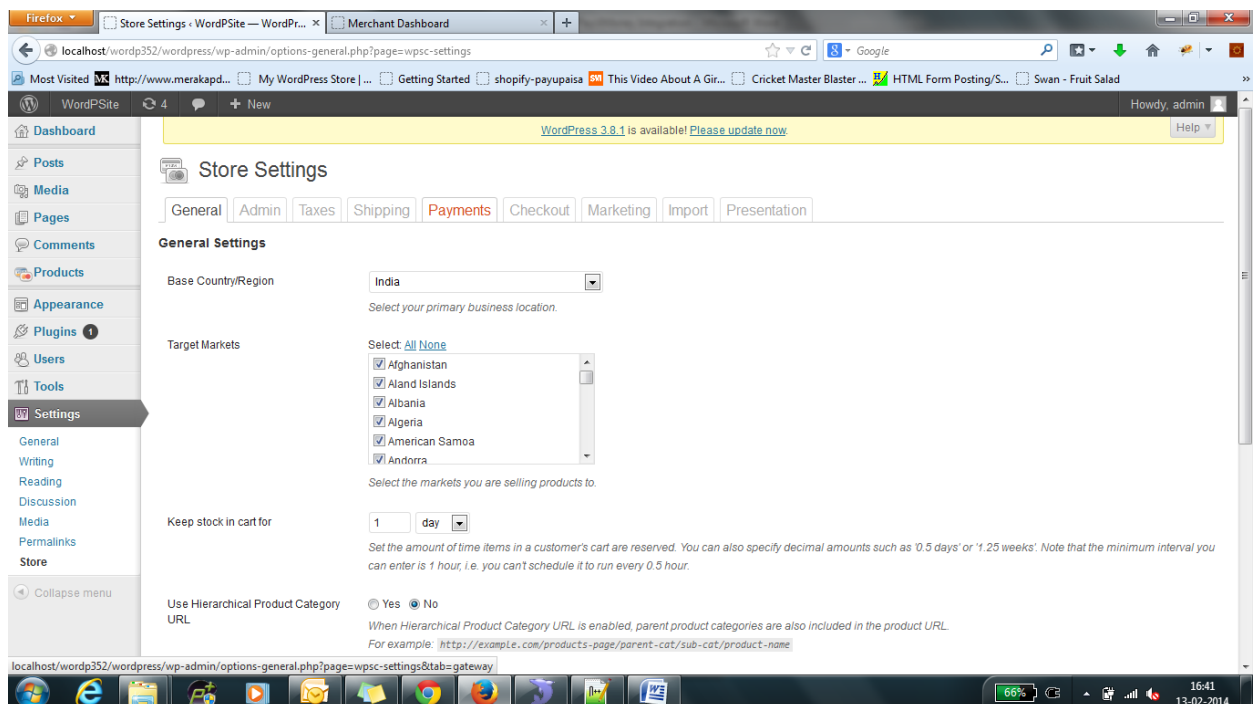 Firefox
Store Settings ‹ WordPSite — WordPr... ×
Merchant Dashboard ×
localhost/wordp352/wordpress/wp-admin/options-general.php?page=wpsc-settings
Google
Most Visited http://www.merakapd... My WordPress Store | ... Getting Started shopify-payupaisa This Video About A Gir... Cricket Master Blaster ... HTML Form Posting/S... Swan - Fruit Salad »
WordPSite 4 + New Howdy, admin
Dashboard
WordPress 3.8.1 is available! Please update now.
Help
Posts
Media
Pages
Comments
Products
Appearance
Plugins 1
Users
Tools
Settings
General
Writing
Reading
Discussion
Media
Permalinks
Store
Collapse menu
Store Settings
General Admin Taxes Shipping Payments Checkout Marketing Import Presentation
General Settings
Base Country/Region
India
Select your primary business location.
Target Markets
Select: All None
Afghanistan
Aland Islands
Albania
Algeria
American Samoa
Andorra
Select the markets you are selling products to.
Keep stock in cart for
1 day
Set the amount of time items in a customer's cart are reserved. You can also specify decimal amounts such as '0.5 days' or '1.25 weeks'. Note that the minimum interval you
can enter is 1 hour, i.e. you can't schedule it to run every 0.5 hour.
Use Hierarchical Product Category
URL
Yes No
When Hierarchical Product Category URL is enabled, parent product categories are also included in the product URL.
For example: http://example.com/products-page/parent-cat/sub-cat/product-name
localhost/wordp352/wordpress/wp-admin/options-general.php?page=wpsc-settings&tab=gateway
66%
16:41
13-02-2014